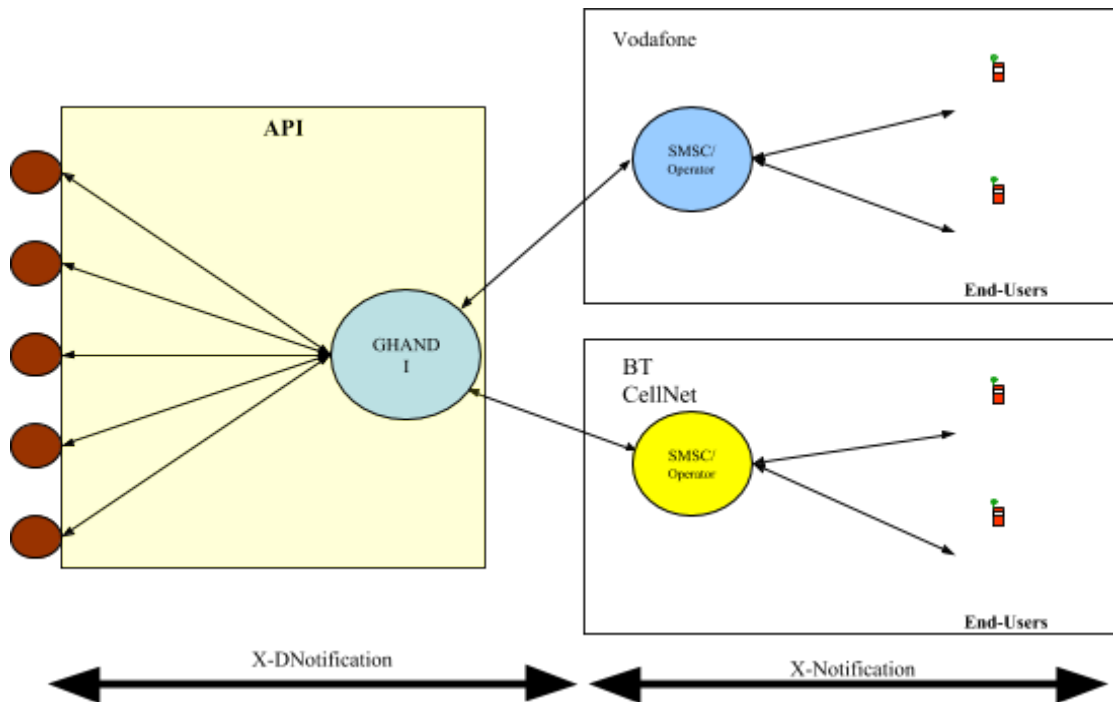 Vodafone
API
SMSC/
Operator
GHAND
I
End-Users
BT
CellNet
SMSC/
Operator
End-Users
X-DNotification
X-Notification